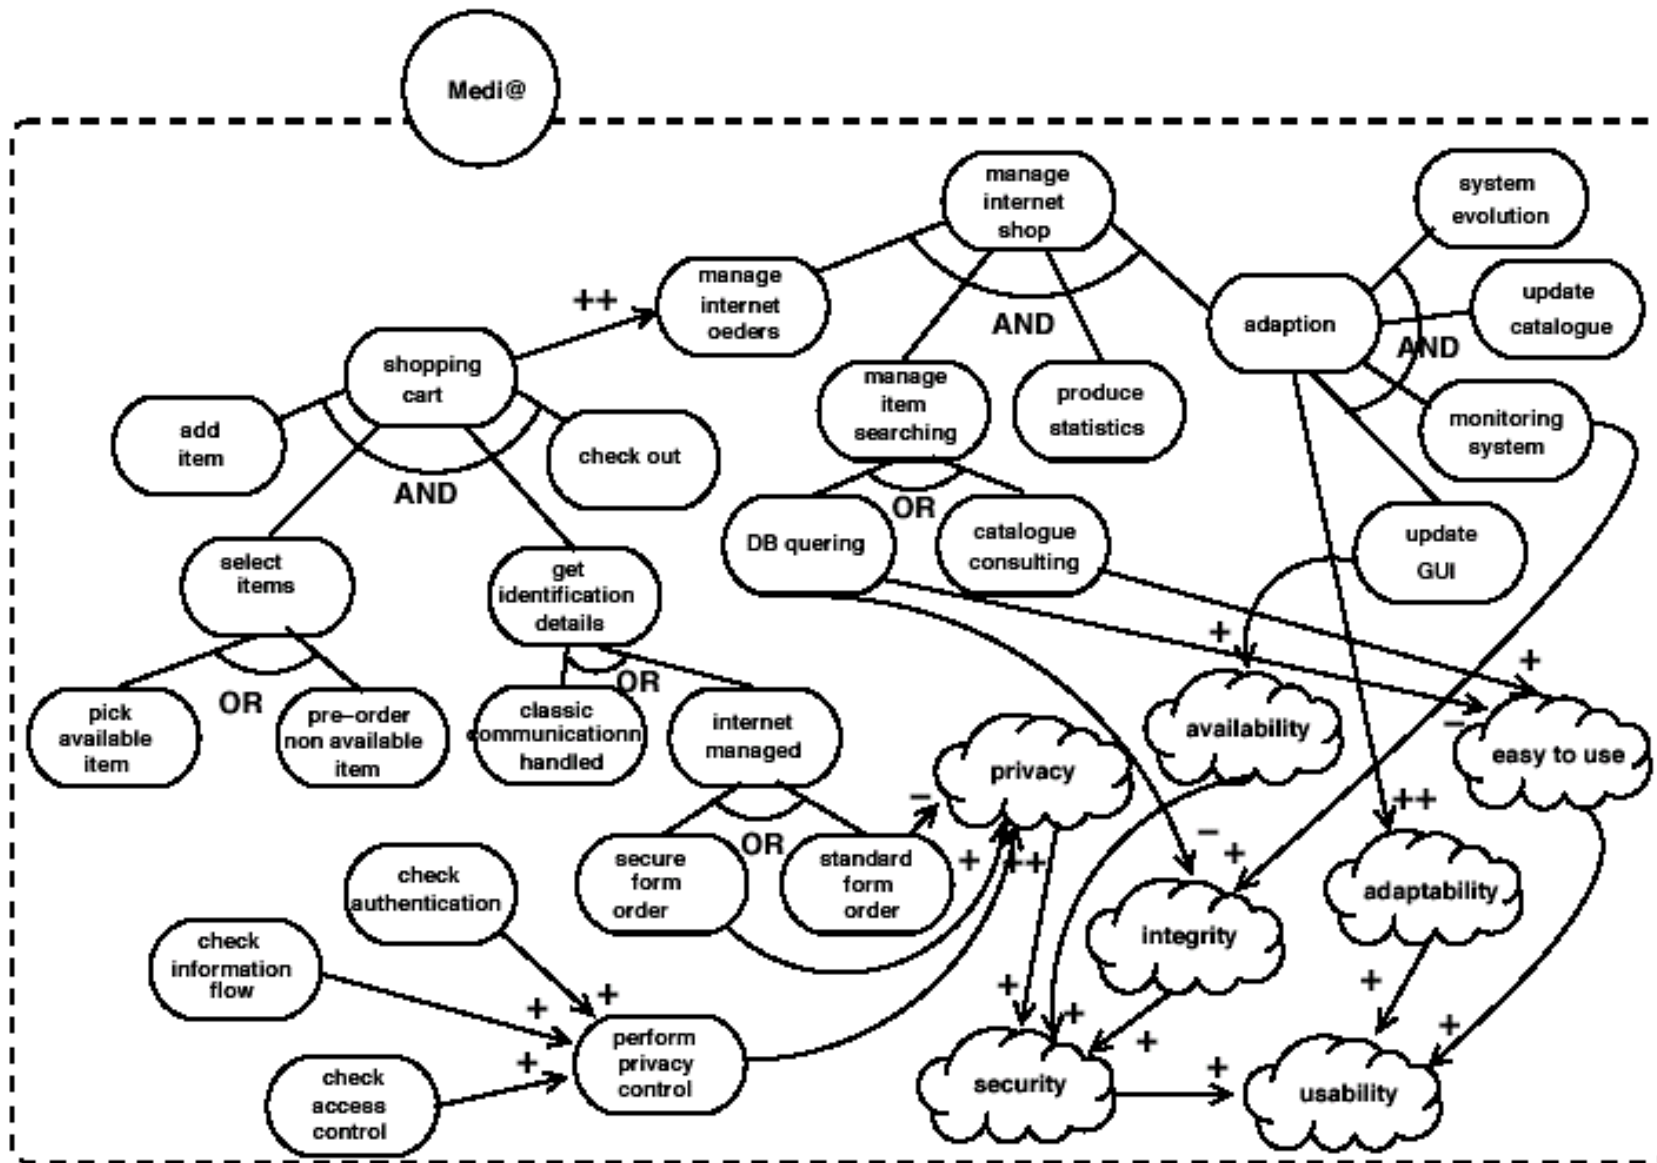 Medi@
manage
internet
shop
system
evolution
manage
internet
oeders
++
AND
adaption
update
catalogue
AND
shopping
cart
manage
item
searching
produce
statistics
monitoring
system
add
item
check out
AND
OR
DB quering
catalogue
consulting
update
GUI
select
items
get
identification
details
+
+
OR
OR
pick
available
item
pre-order
non available
item
classic
communicationn
handled
internet
managed
privacy
availability
-
easy to use
-
++
OR
secure
form
order
standard
form
order
+
++
-
+
adaptability
check
authentication
integrity
check
information
flow
+
+
+
+
+
+
+
perform
privacy
control
+
+
check
access
control
security
usability